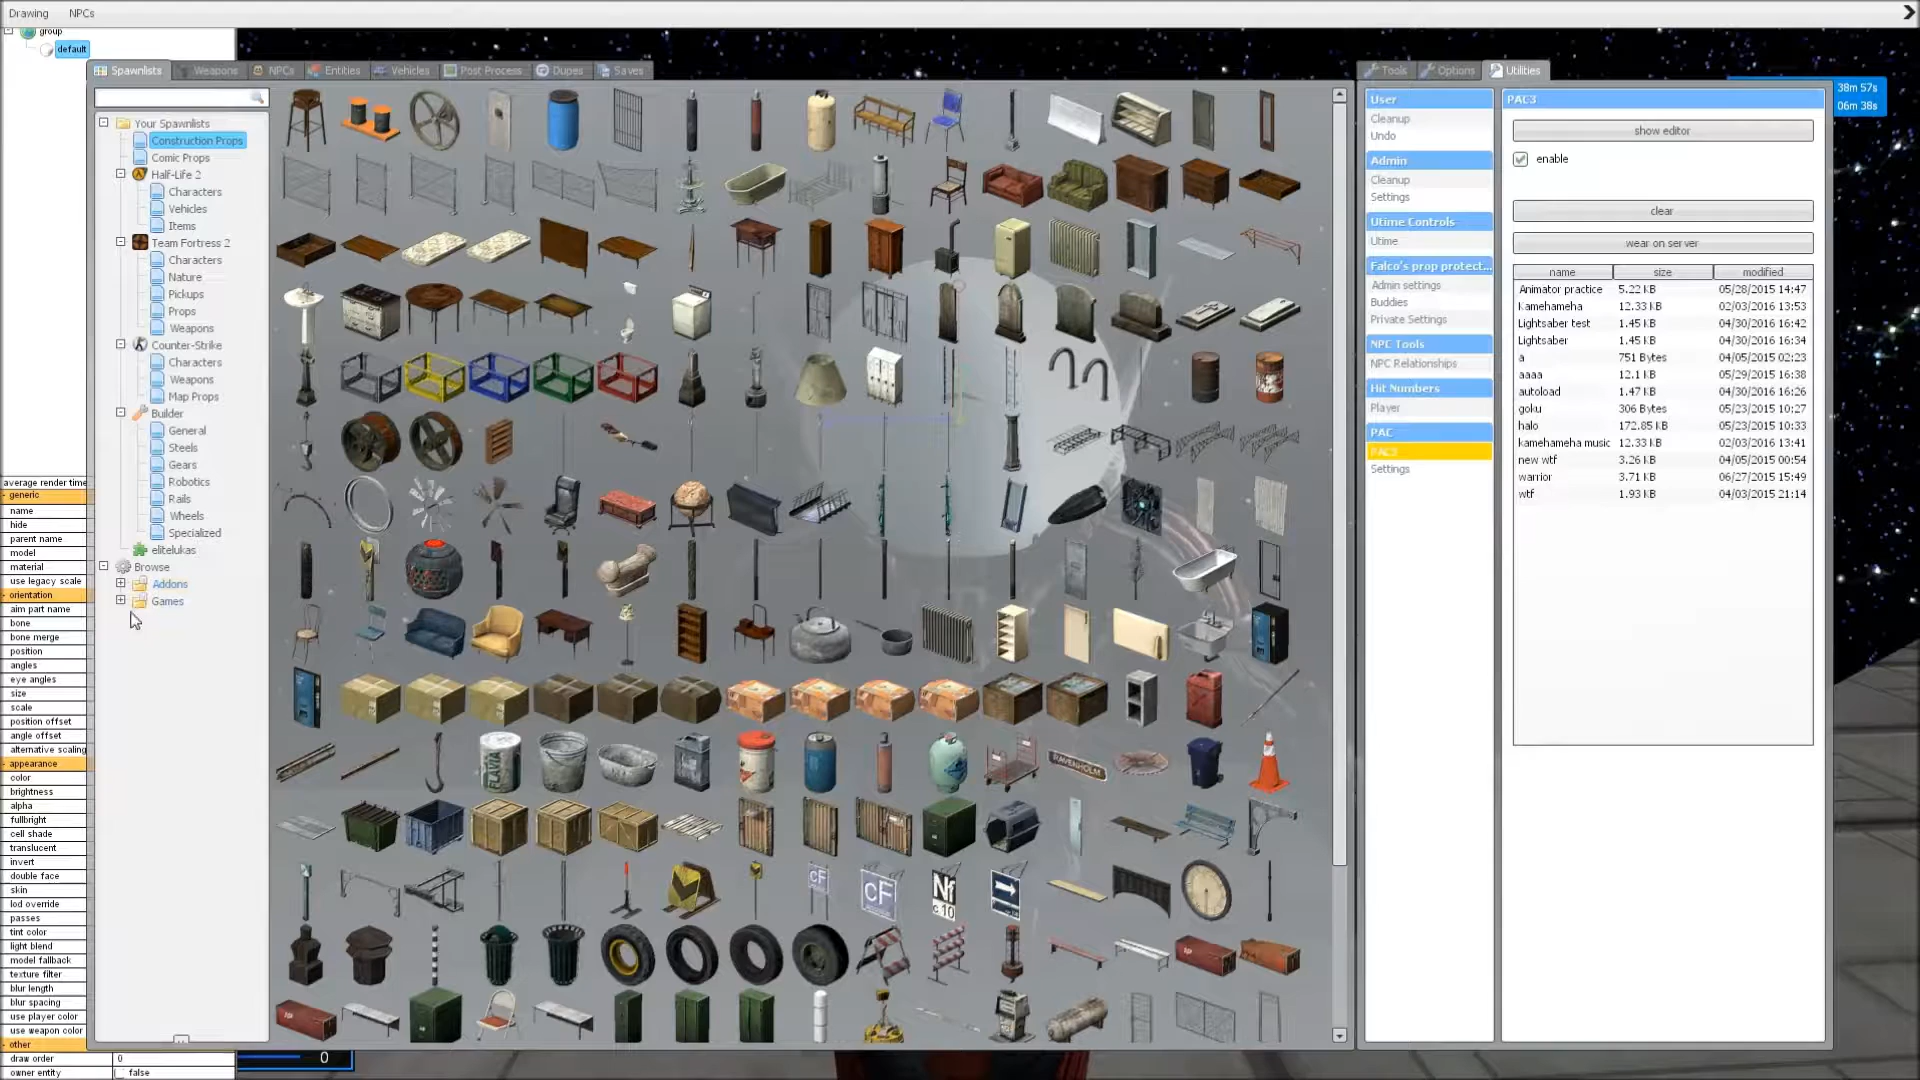 Drawing NPCs
group
default
Spawnlists Weapons NPCs Entities Vehicles Post Process Dupes Saves
Tools Options Utilities
38m 57s
06m 38s
Your Spawnlists
Construction Props
Comic Props
Half-Life 2
Characters
Vehicles
Items
Team Fortress 2
Characters
Nature
Pickups
Props
Weapons
Counter-Strike
Characters
Weapons
Map Props
Builder
General
Steels
Gears
Robotics
Rails
Wheels
Specialized
elitelukas
Browse
Addons
Games
average render time
- generic
name
hide
parent name
model
material
use legacy scale
- orientation
aim part name
bone
bone merge
position
angles
eye angles
size
scale
position offset
angle offset
alternative scaling
- appearance
color
brightness
alpha
fullbright
cell shade
translucent
invert
double face
skin
lod override
passes
tint color
light blend
model fallback
texture filter
blur length
blur spacing
use player color
use weapon color
- other
draw order 0
owner entity false
0
FLAVIA
RAVENHOLM
CF
CF
Nf
c 10
User
Cleanup
Undo
Admin
Cleanup
Settings
Utime Controls
Utime
Falco's prop protect...
Admin settings
Buddies
Private Settings
NPC Tools
NPC Relationships
Hit Numbers
Player
PAC
PAC3
Settings
PAC3
show editor
enable
clear
wear on server
name size modified
Animator practice 5.22 kB 05/28/2015 14:47
Kamehameha 12.33 kB 02/03/2016 13:53
Lightsaber test 1.45 kB 04/30/2016 16:42
Lightsaber 1.45 kB 04/30/2016 16:34
a 751 Bytes 04/05/2015 02:23
aaaa 12.1 kB 05/29/2015 16:38
autoload 1.47 kB 04/30/2016 16:26
goku 306 Bytes 05/23/2015 10:27
halo 172.85 kB 05/23/2015 10:33
kamehameha music 12.33 kB 02/03/2016 13:41
new wtf 3.26 kB 04/05/2015 00:54
warrior 3.71 kB 06/27/2015 15:49
wtf 1.93 kB 04/03/2015 21:14